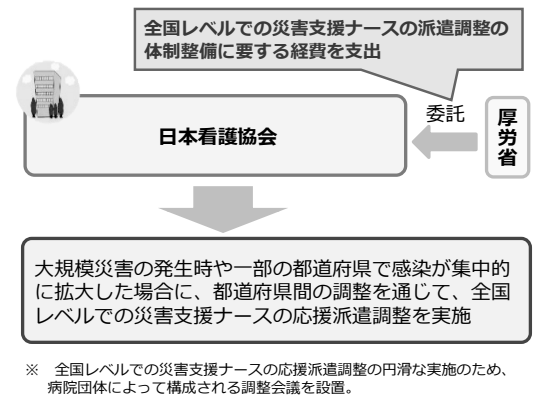 全国レベルでの災害支援ナースの派遣調整の
体制整備に要する経費を支出
委託
厚労省
日本看護協会
大規模災害の発生時や一部の都道府県で感染が集中的
に拡大した場合に、都道府県間の調整を通じて、全国
レベルでの災害支援ナースの応援派遣調整を実施
※　全国レベルでの災害支援ナースの応援派遣調整の円滑な実施のため、
病院団体によって構成される調整会議を設置。